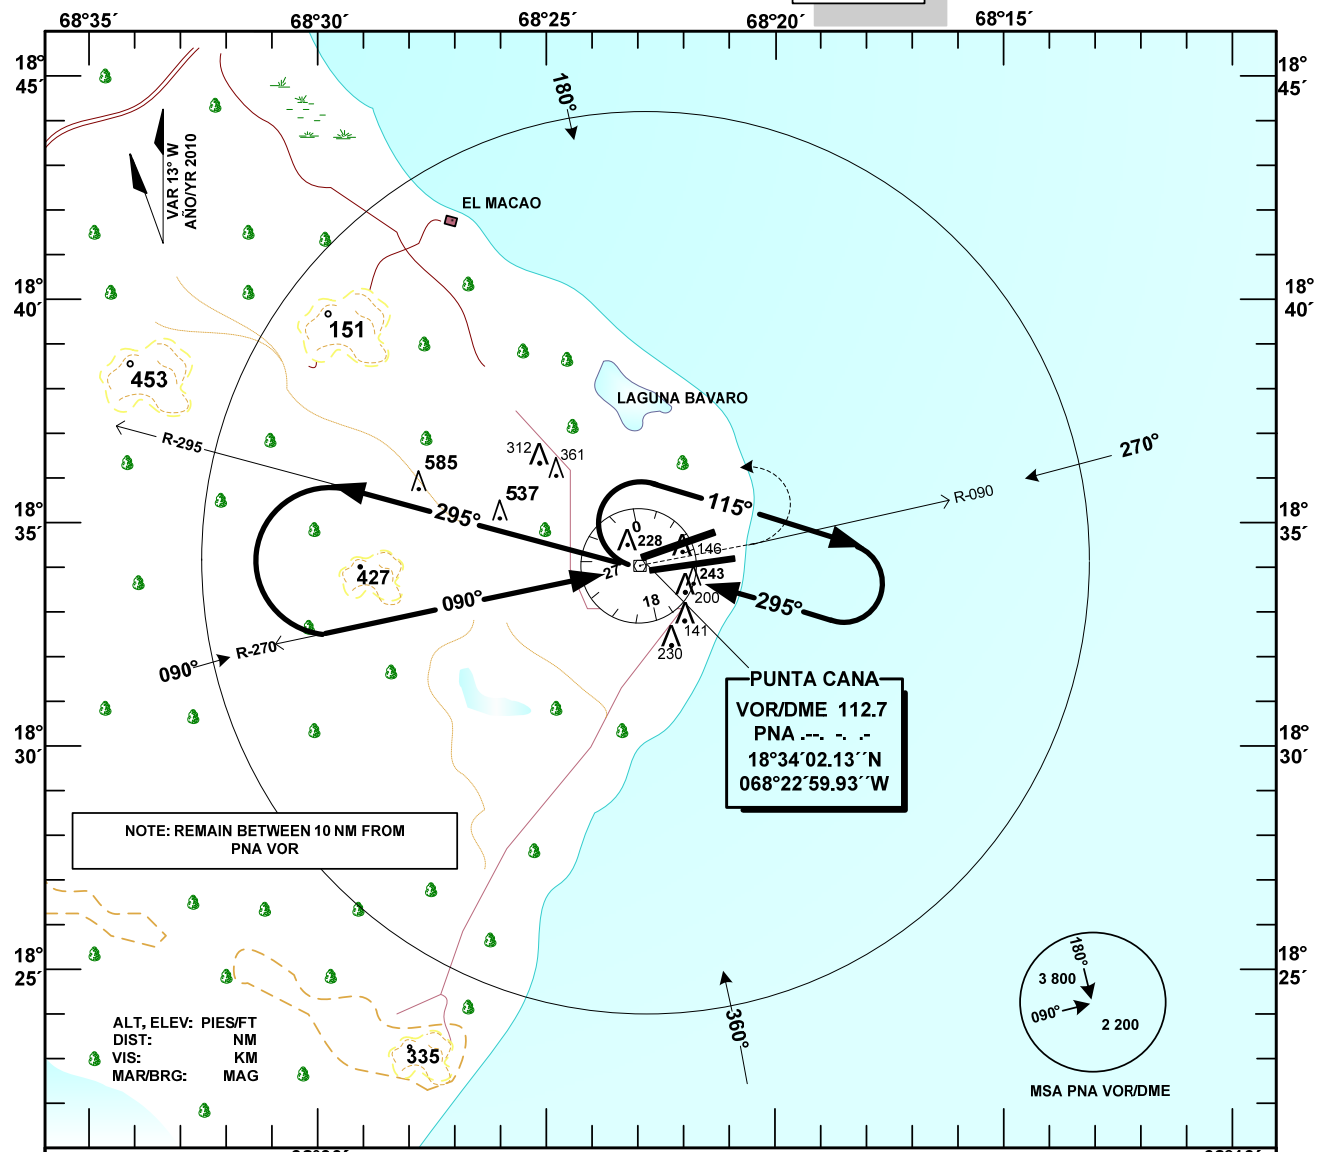 68°35´
68°30´
68°25´
68°20´
68°15´
18°
45´
18°
45´
180°
VAR 13° W
AÑO/YR 2010
EL MACAO
18°
40´
18°
40´
151
453
LAGUNA BAVARO
R-295
312
361
585
537
270°
R-090
115°
295°
18°
35´
18°
35´
0
228
146
27
427
243
200
090°
18
295°
141
230
R-270
090°
PUNTA CANA
VOR/DME 112.7
PNA .--. -. .-
18°34´02.13´´N
068°22´59.93´´W
18°
30´
18°
30´
NOTE: REMAIN BETWEEN 10 NM FROM
PNA VOR
18°
25´
18°
25´
180°
3 800
090°
2 200
MSA PNA VOR/DME
360°
335
ALT, ELEV: PIES/FT
DIST: NM
VIS: KM
MAR/BRG: MAG